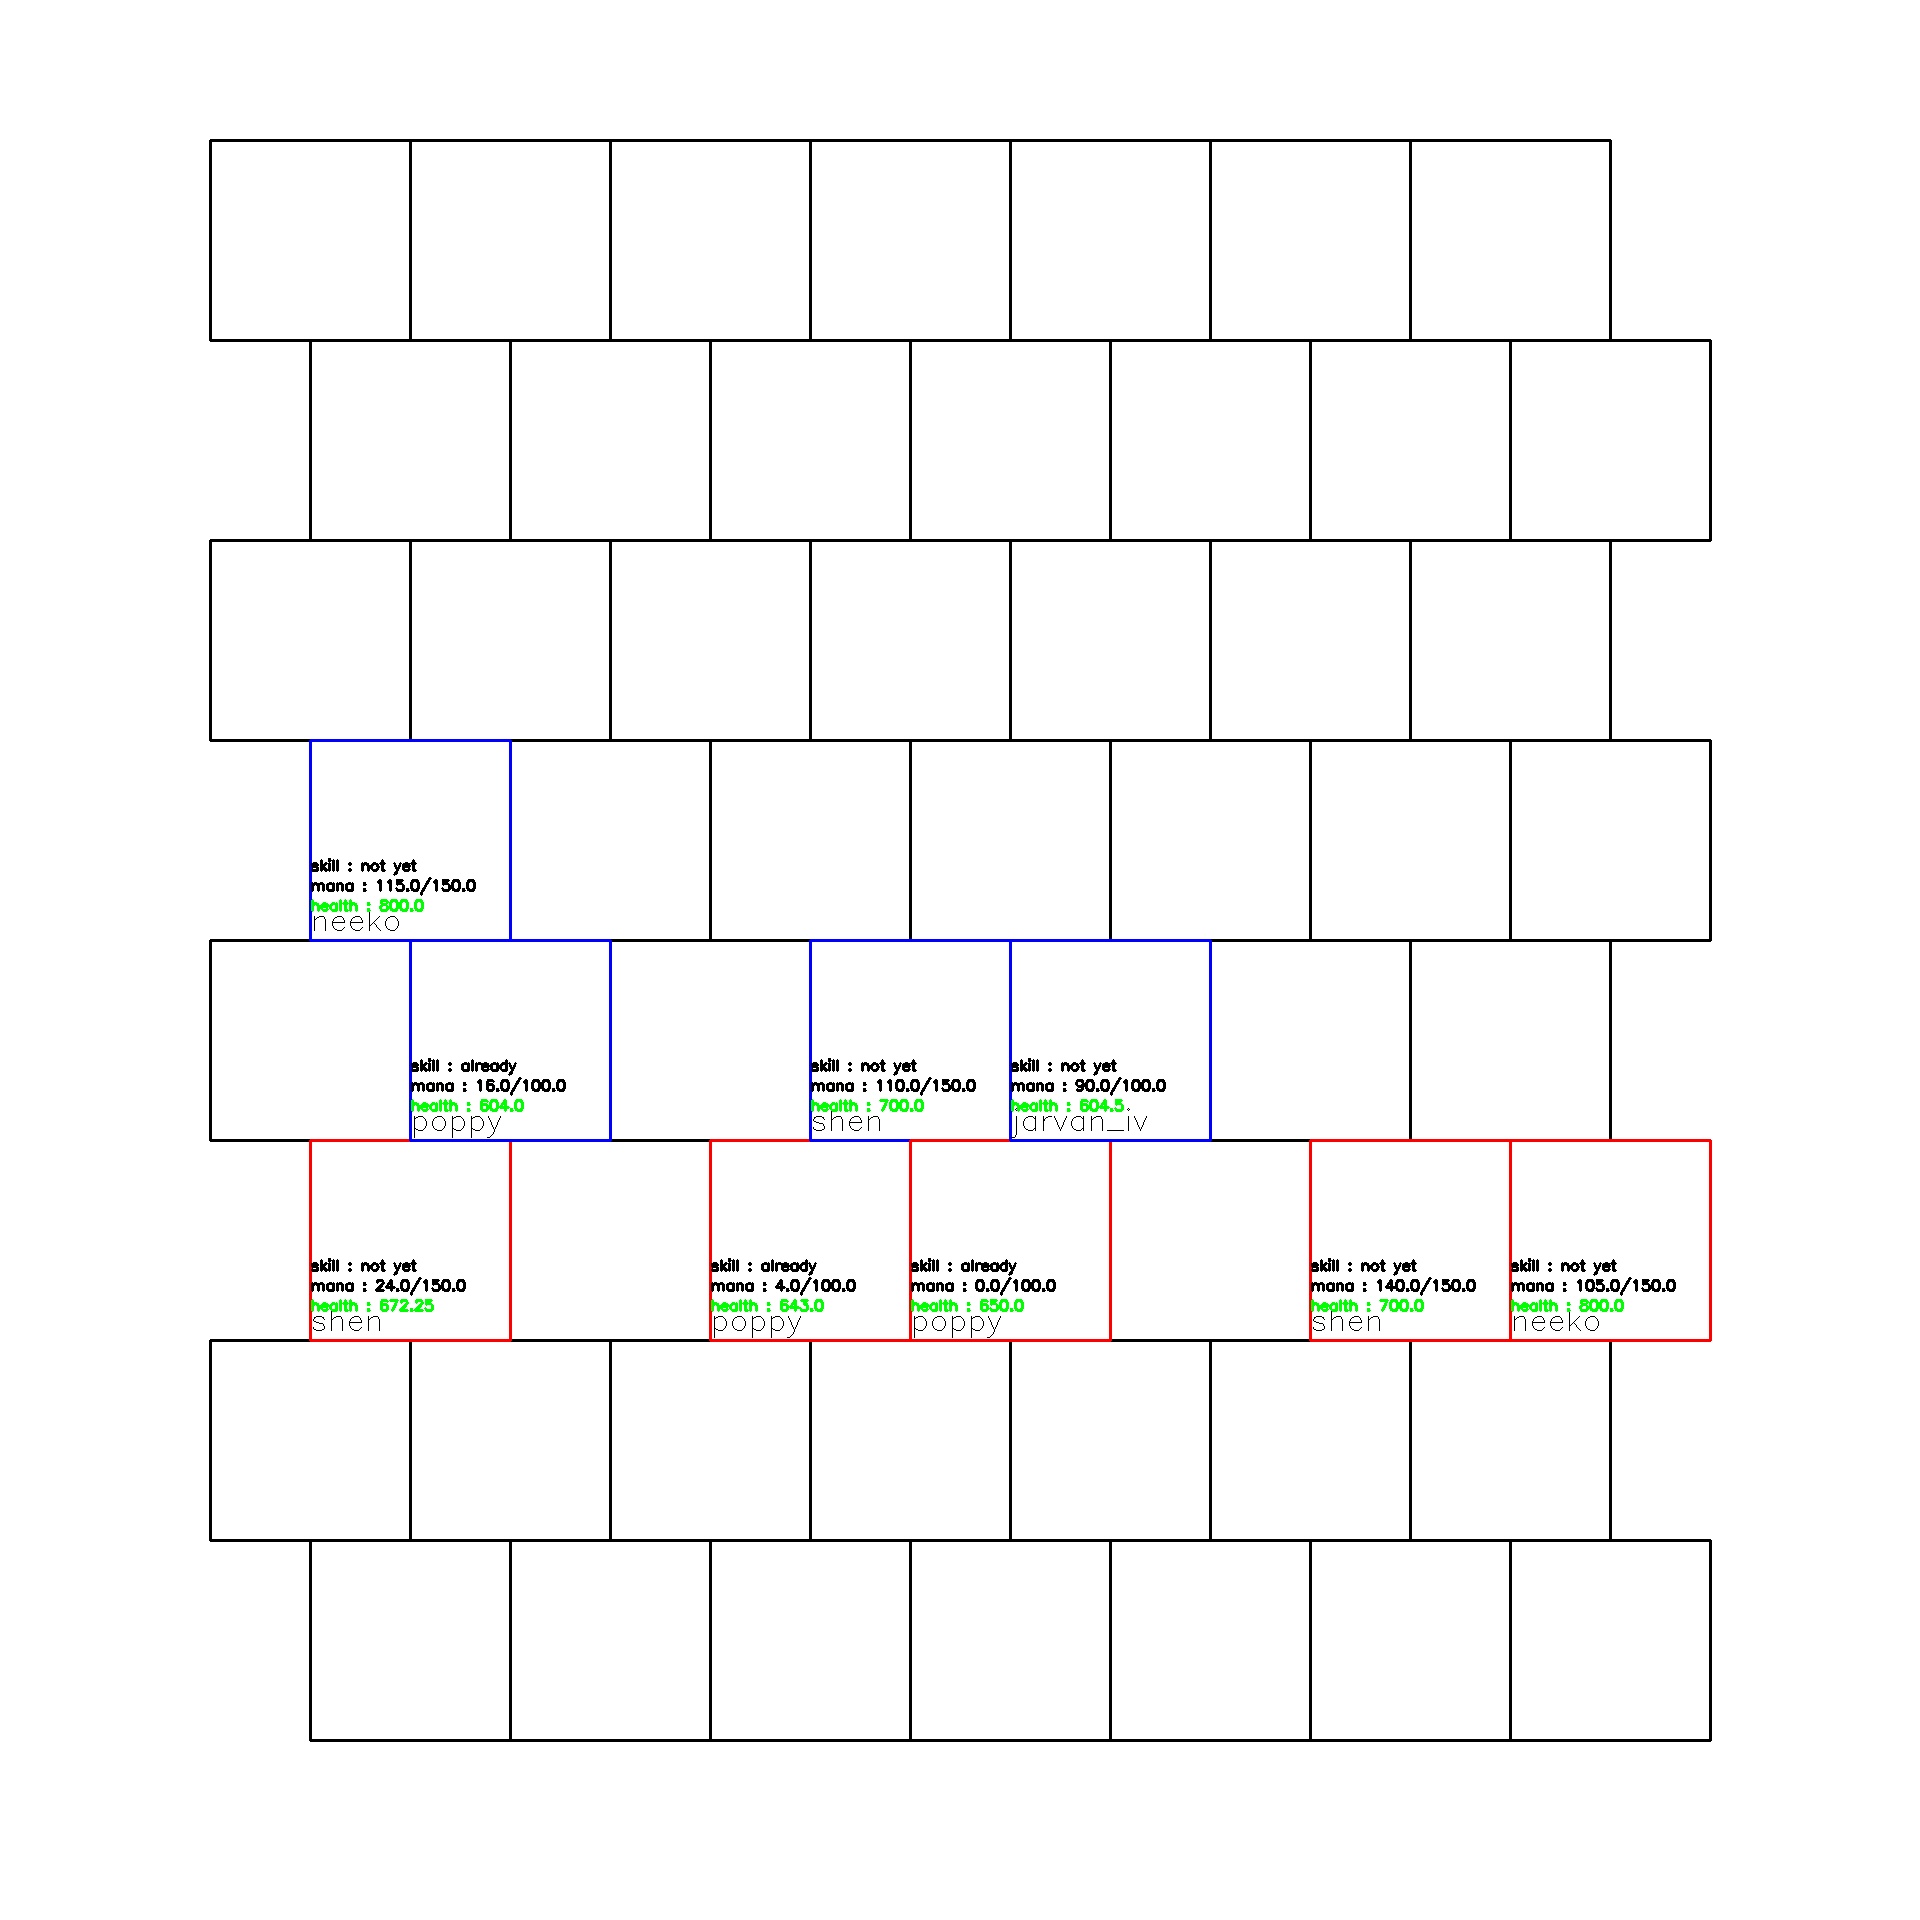 skill : not yet
mana : 115.0/150.0
health : 800.0
neeko
skill : already
mana : 16.0/100.0
health : 604.0
poppy
skill : not yet
mana : 110.0/150.0
health : 700.0
shen
skill : not yet
mana : 90.0/100.0
health : 604.5
jarvan_iv
skill : not yet
mana : 24.0/150.0
health : 672.25
shen
skill : already
mana : 4.0/100.0
health : 643.0
poppy
skill : already
mana : 0.0/100.0
health : 650.0
poppy
skill : not yet
mana : 140.0/150.0
health : 700.0
shen
skill : not yet
mana : 105.0/150.0
health : 800.0
neeko